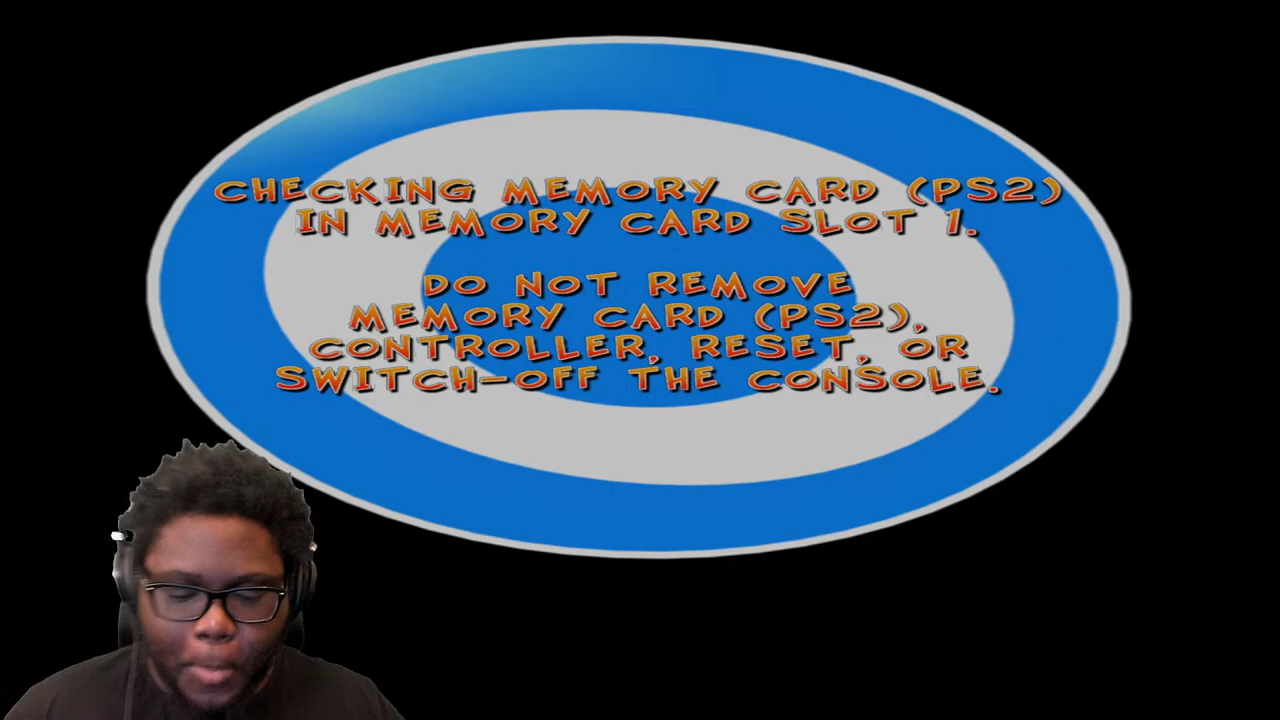 CHECKING MEMORY CARD (PS2)
IN MEMORY CARD SLOT 1.
DO NOT REMOVE
MEMORY CARD (PS2),
CONTROLLER, RESET, OR
SWITCH-OFF THE CONSOLE.